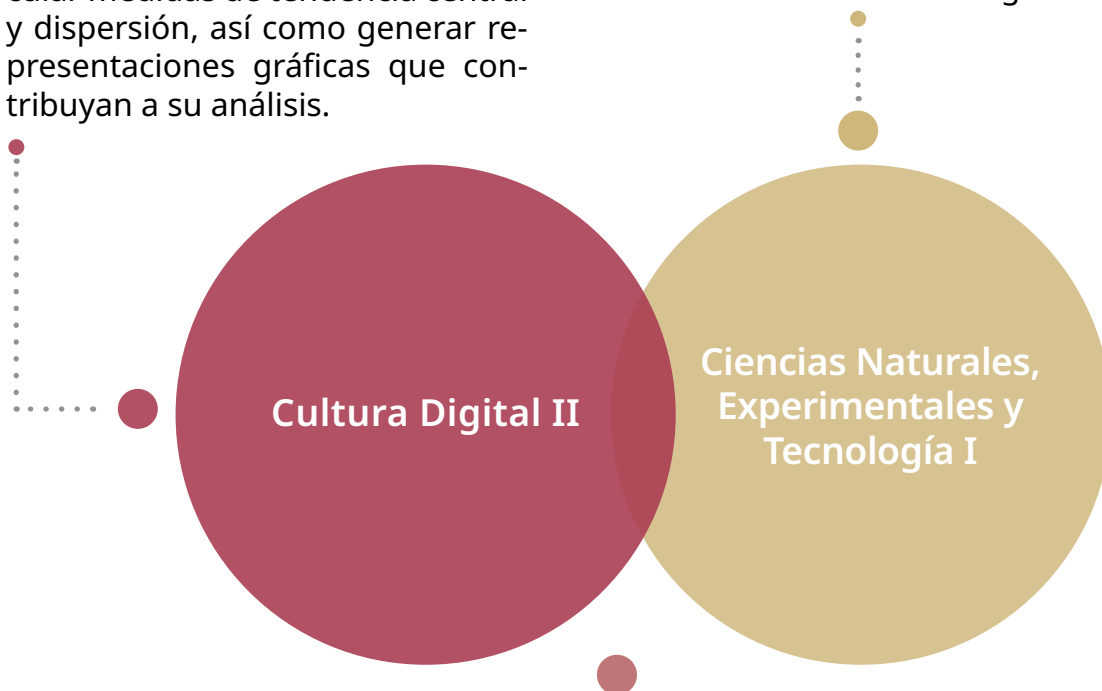 y dispersión, así como generar re-
presentaciones gráficas que con-
tribuyan a su análisis.
Cultura Digital II
Ciencias Naturales,
Experimentales y
Tecnología I